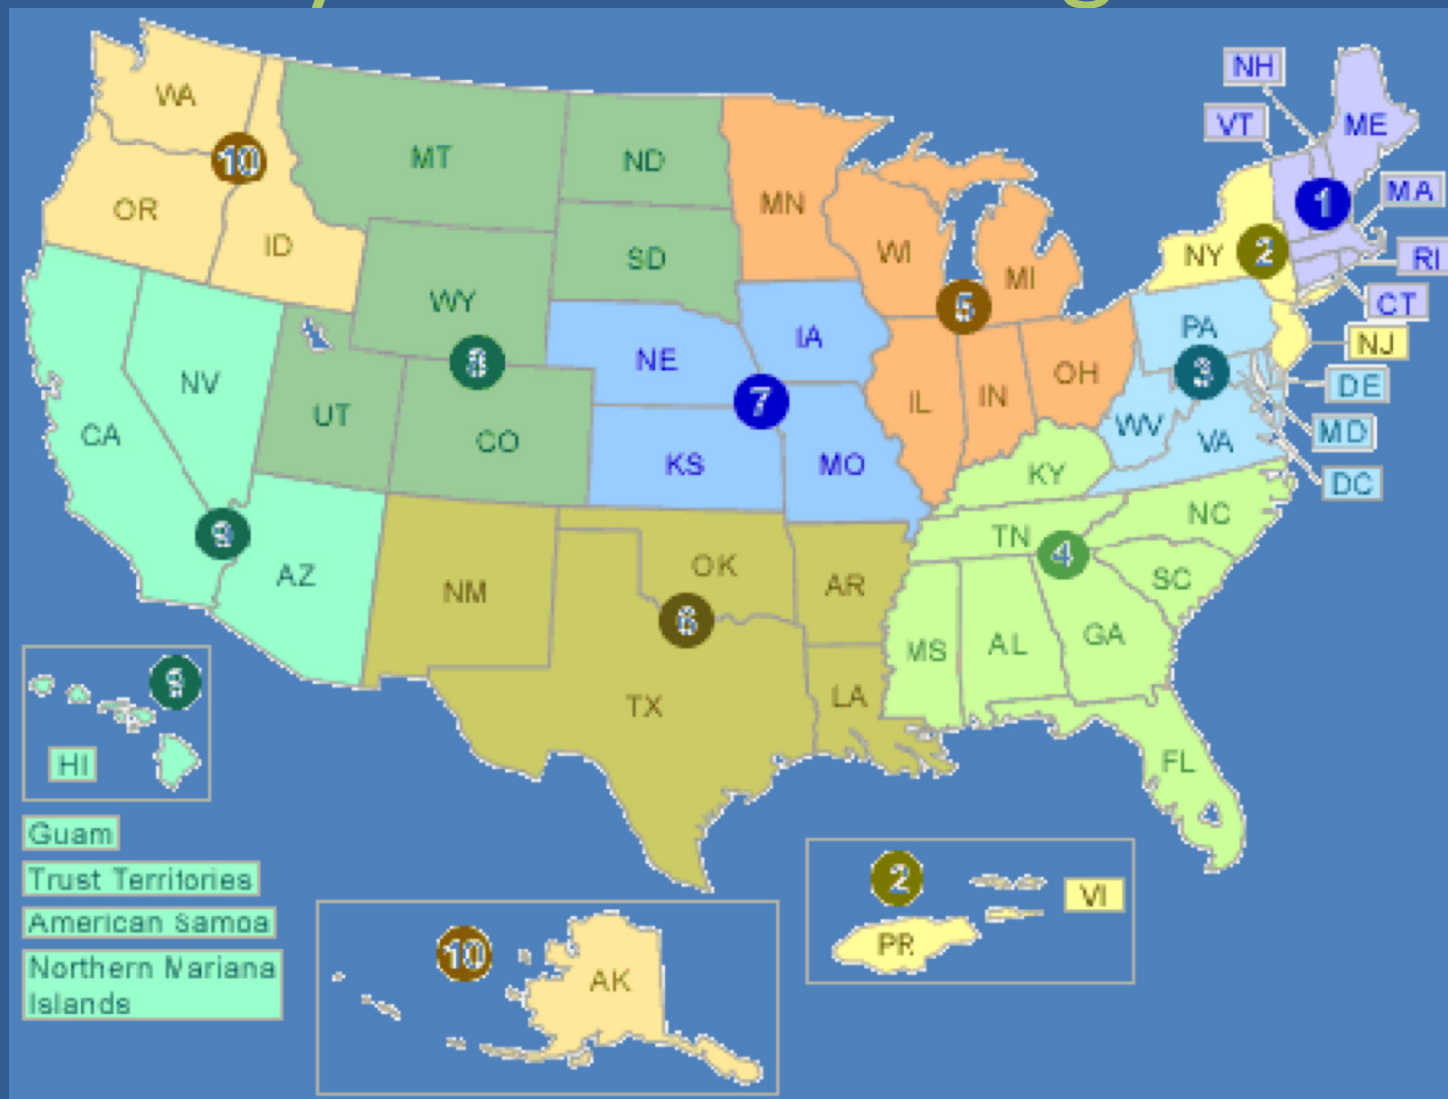 NH
ME
VT
WA
10
MT
ND
MN
MA
1
OR
ID
WI
NY
2
RI
SD
MI
WY
5
CT
PA
NJ
IA
NE
8
3
DE
NV
7
OH
IL
IN
UT
CA
CO
WV
VA
MD
KS
MO
KY
DC
NC
9
TN
4
OK
AZ
NM
AR
SC
6
GA
MS
AL
9
TX
LA
HI
FL
Guam
Trust Territories
2
VI
American Samoa
10
PR
Northern Mariana
Islands
AK